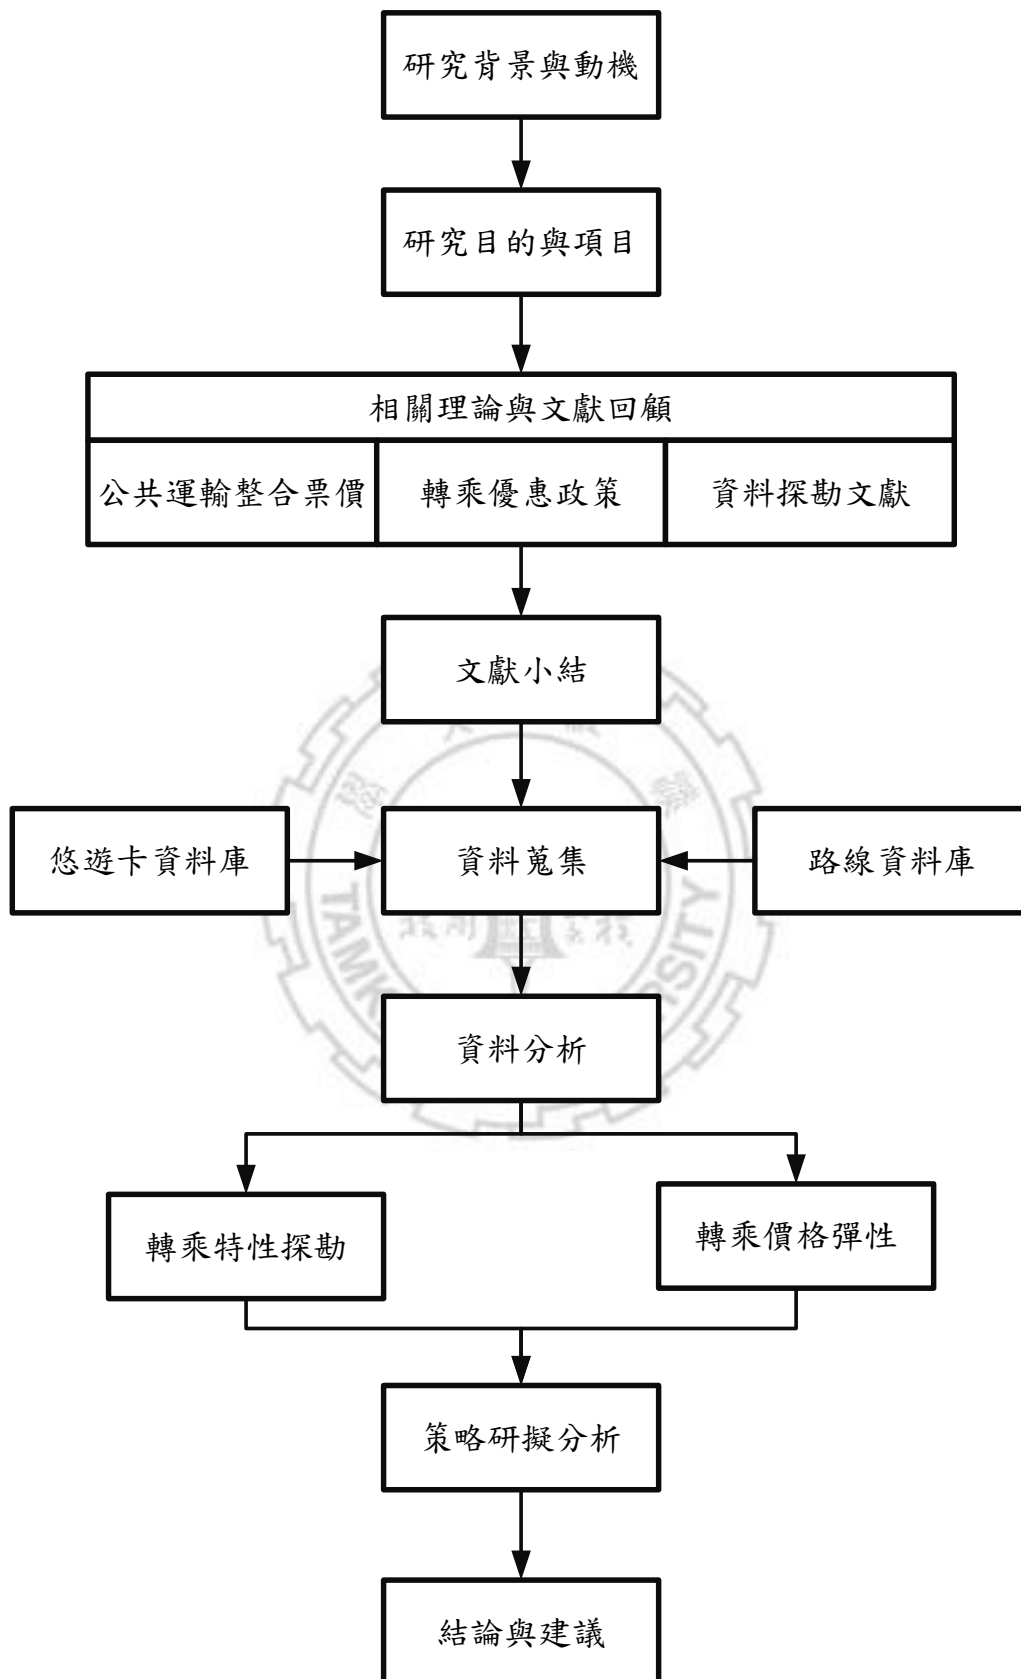 研究背景與動機
研究目的與項目
相關理論與文獻回顧
公共運輸整合票價
轉乘優惠政策
資料探勘文獻
文獻小結
悠遊卡資料庫
資料蒐集
路線資料庫
資料分析
轉乘特性探勘
轉乘價格彈性
策略研擬分析
結論與建議